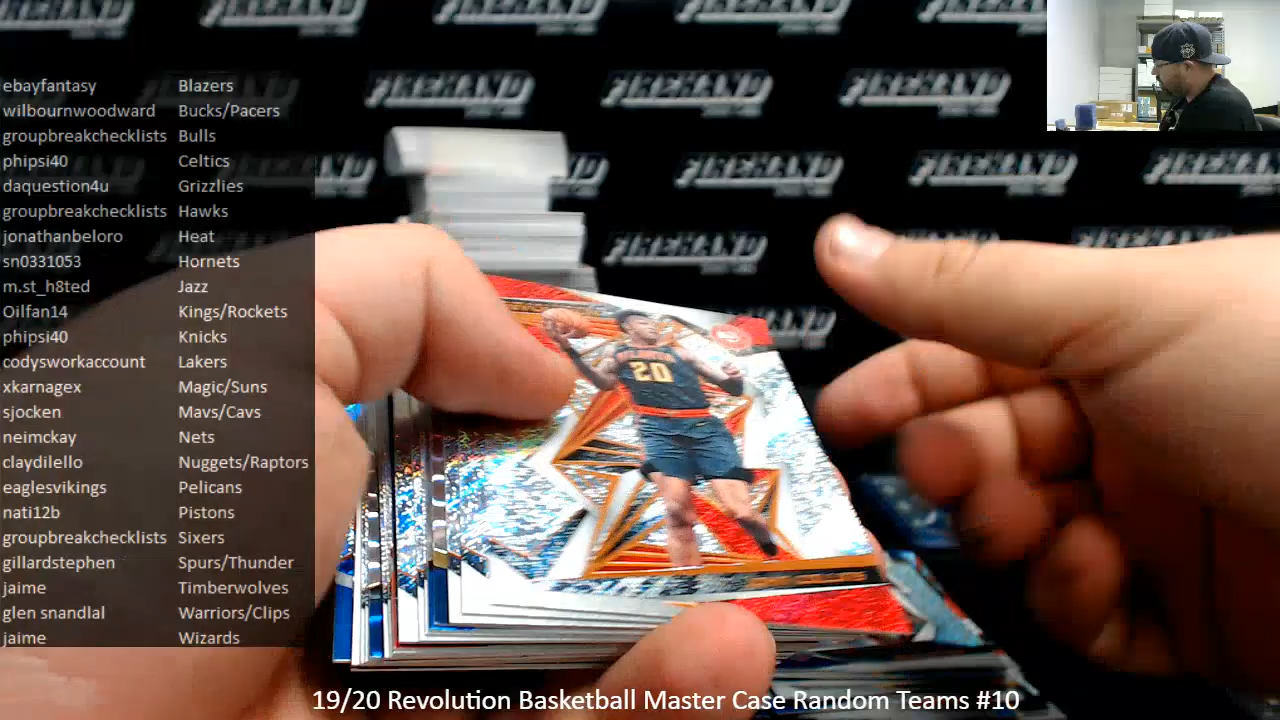 FIREHAND
ebayfantasy Blazers
wilbournwoodward Bucks/Pacers
groupbreakchecklists Bulls
phipsi40 Celtics
daquestion4u Grizzlies
groupbreakchecklists Hawks
jonathanbeloro Heat
sn0331053 Hornets
m.st_h8ted Jazz
Oilfan14 Kings/Rockets
phipsi40 Knicks
codysworkaccount Lakers
xkarnagex Magic/Suns
sjocken Mavs/Cavs
neimckay Nets
claydilello Nuggets/Raptors
eaglesvikings Pelicans
nati12b Pistons
groupbreakchecklists Sixers
gillardstephen Spurs/Thunder
jaime Timberwolves
glen snandlal Warriors/Clips
jaime Wizards
20
19/20 Revolution Basketball Master Case Random Teams #10